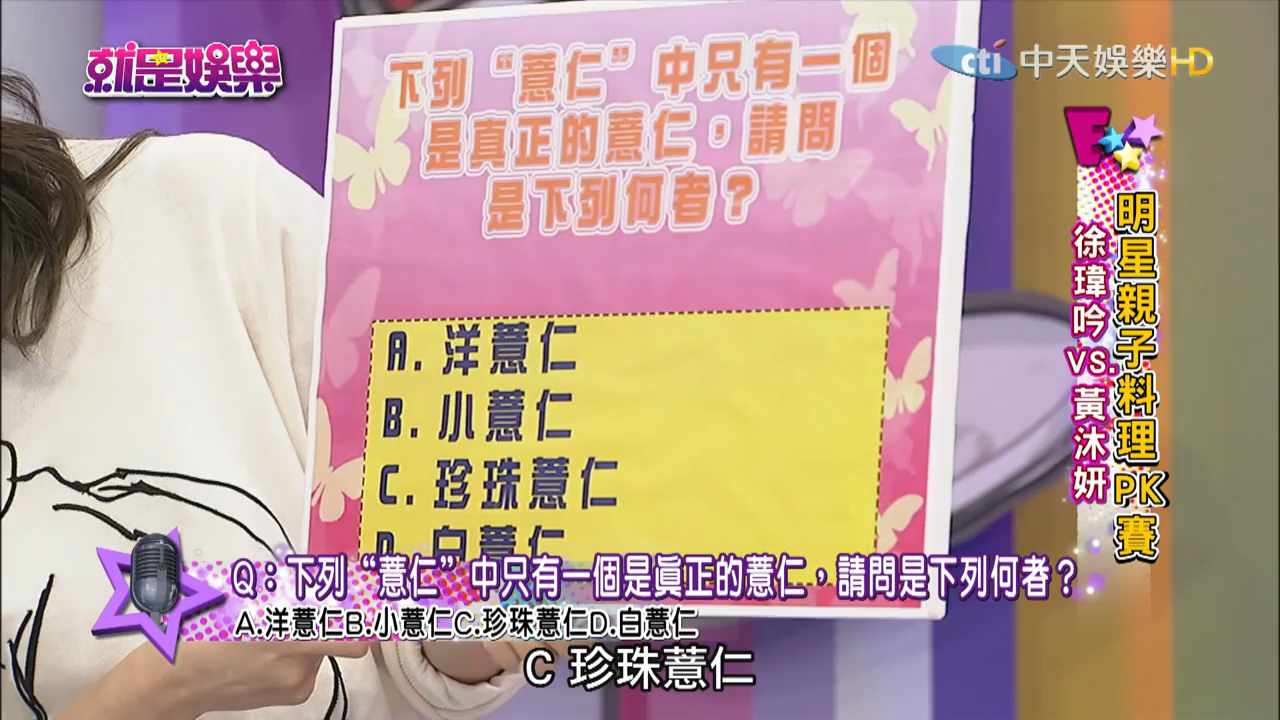 就是娛樂
cti 中天娛樂HD
下列“薏仁”中只有一個
是真正的薏仁，請問
是下列何者？
A. 洋薏仁
B. 小薏仁
C. 珍珠薏仁
D. 白薏仁
明星親子料理PK賽
徐瑋吟vs.黃沐妍
Q：下列“薏仁”中只有一個是真正的薏仁，請問是下列何者？
A.洋薏仁B.小薏仁C.珍珠薏仁D.白薏仁
C 珍珠薏仁